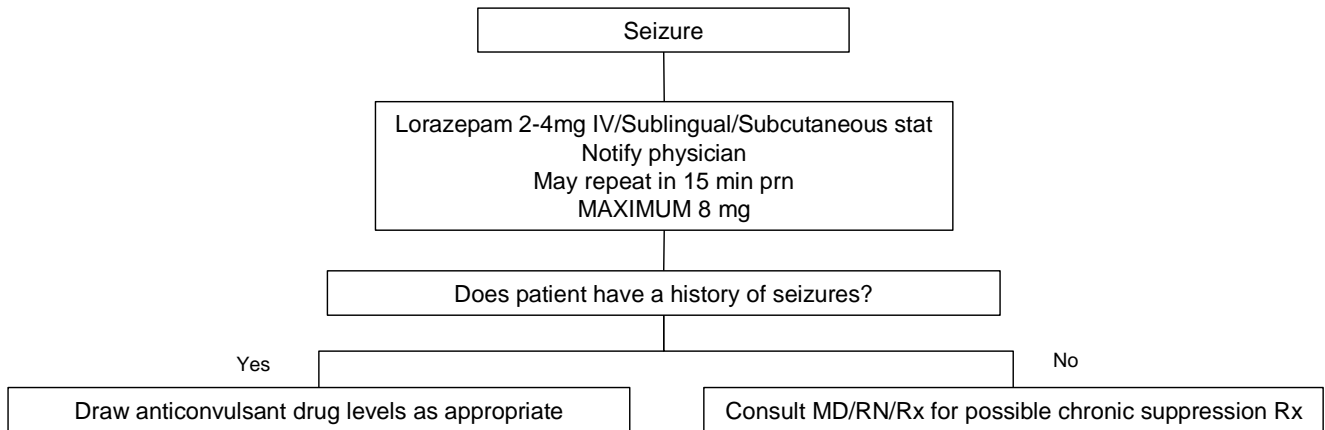 Seizure
Lorazepam 2-4mg IV/Sublingual/Subcutaneous stat
Notify physician
May repeat in 15 min prn
MAXIMUM 8 mg
Does patient have a history of seizures?
Yes
No
Draw anticonvulsant drug levels as appropriate
Consult MD/RN/Rx for possible chronic suppression Rx